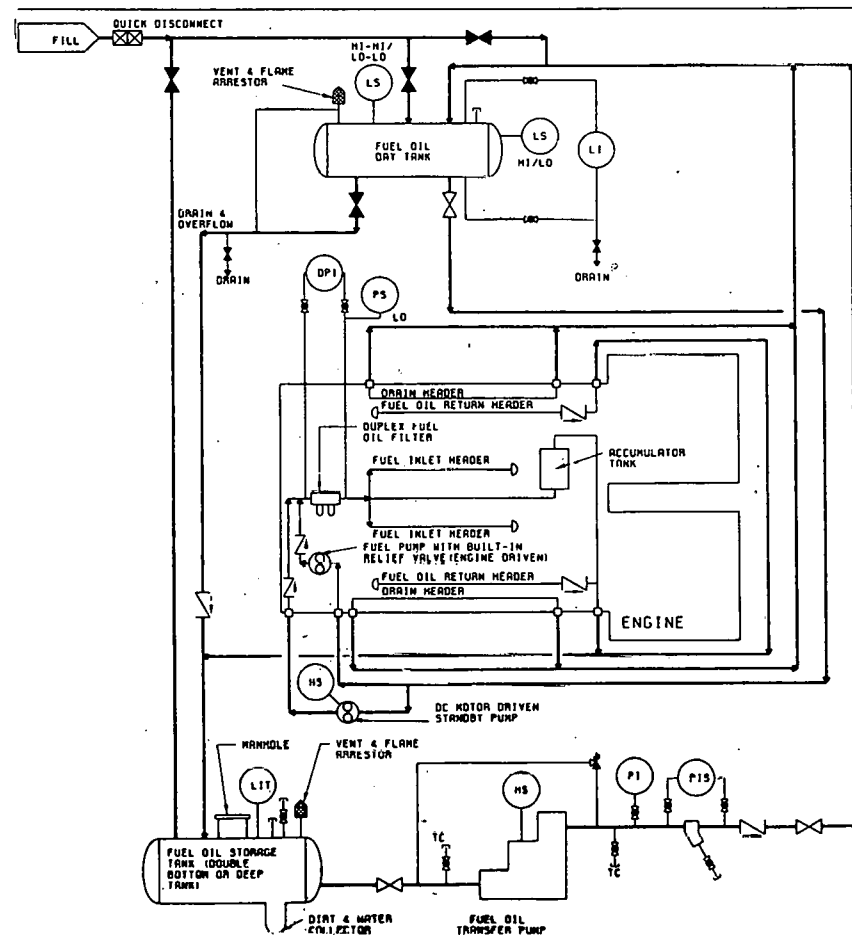 QUICK DISCONNECT
FILL
HI-HI/
LO-LO
VENT & FLAME
ARRESTOR
LS
FUEL OIL
DAY TANK
LS
HI/LO
LI
DRAIN &
OVERFLOW
DRAIN
DRAIN
DPI
PS
LO
DRAIN HEADER
FUEL OIL RETURN HEADER
DUPLEX FUEL
OIL FILTER
FUEL INLET HEADER
ACCUMULATOR
TANK
FUEL INLET HEADER
FUEL PUMP WITH BUILT-IN
RELIEF VALVE (ENGINE DRIVEN)
FUEL OIL RETURN HEADER
DRAIN HEADER
ENGINE
HS
DC MOTOR DRIVEN
STANDBY PUMP
MANHOLE
VENT & FLAME
ARRESTOR
LIT
HS
PI
PIS
TC
TC
FUEL OIL STORAGE
TANK (DOUBLE
BOTTOM OR DEEP
TANK)
DIRT & WATER
COLLECTOR
FUEL OIL
TRANSFER PUMP